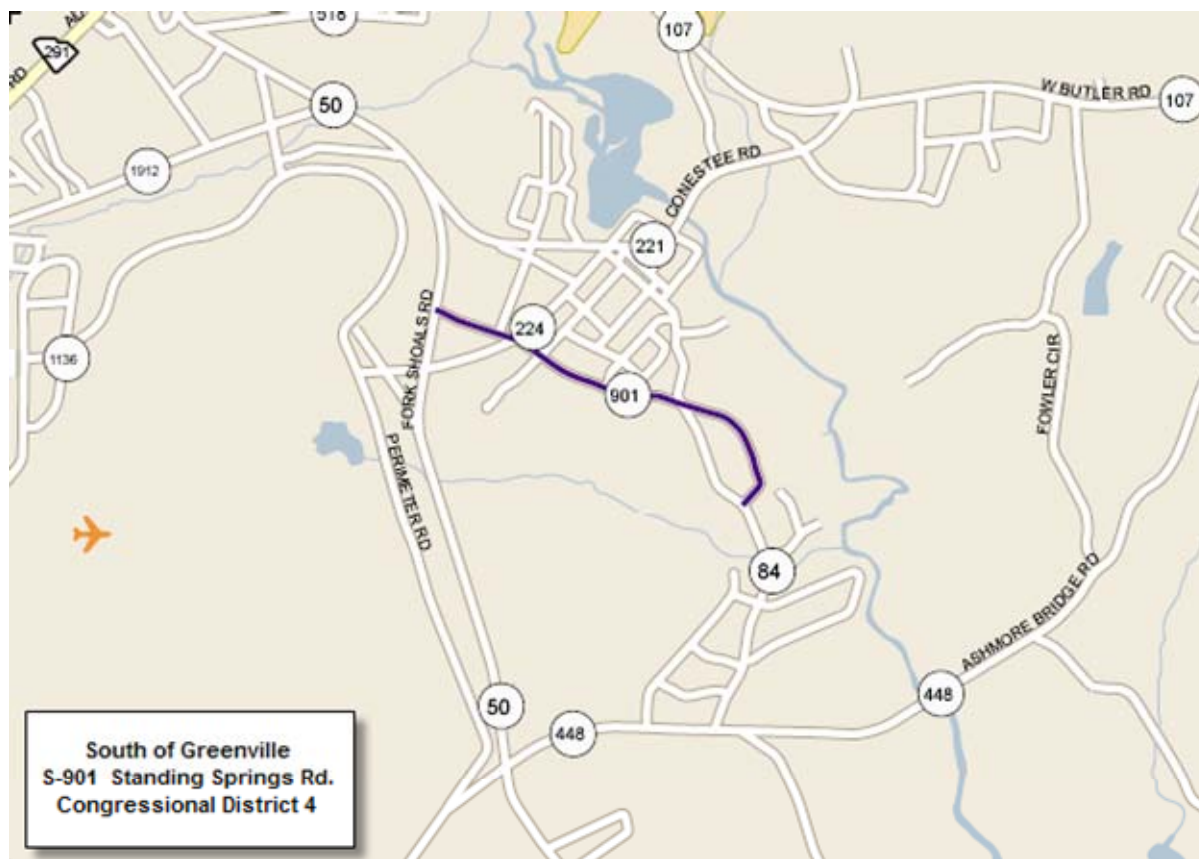 518
107
291
RD
50
W BUTLER RD
107
1912
CONESTEE RD
221
FORK SHOALS RD
224
1136
901
FOWLER CIR
PERIMETER RD
84
ASHMORE BRIDGE RD
448
50
448
South of Greenville
S-901 Standing Springs Rd.
Congressional District 4